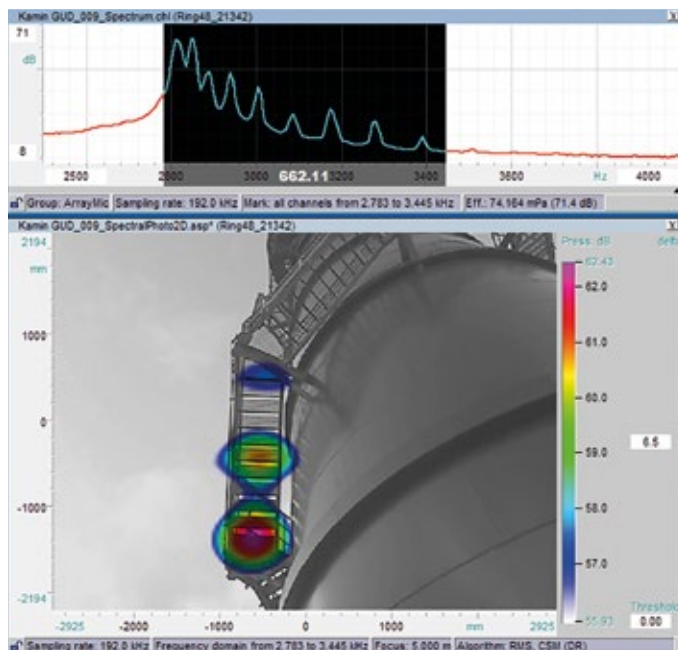 Kamin GUD_009_Spectrum.chl (Ring48_21342)
71
dB
8
2500 2800 3000 662.11 3200 3400 3600 Hz 4000
Group: ArrayMic Sampling rate: 192.0 kHz Mark: all channels from 2.783 to 3.445 kHz Eff.: 74.164 mPa (71.4 dB)
Kamin GUD_009_SpectralPhoto2D.asp* (Ring48_21342)
2194 Press.: dB delta
mm 62.43
62.0
61.0
1000
60.0
0
59.0 6.5
58.0
-1000
57.0
Threshold
-2194 55.93 0.00
-2925 -2000 -1000 0 1000 mm 2925
Sampling rate: 192.0 kHz Frequency domain from 2.783 to 3.445 kHz Focus: 5.000 m Algorithm: RMS, CSM (DR)